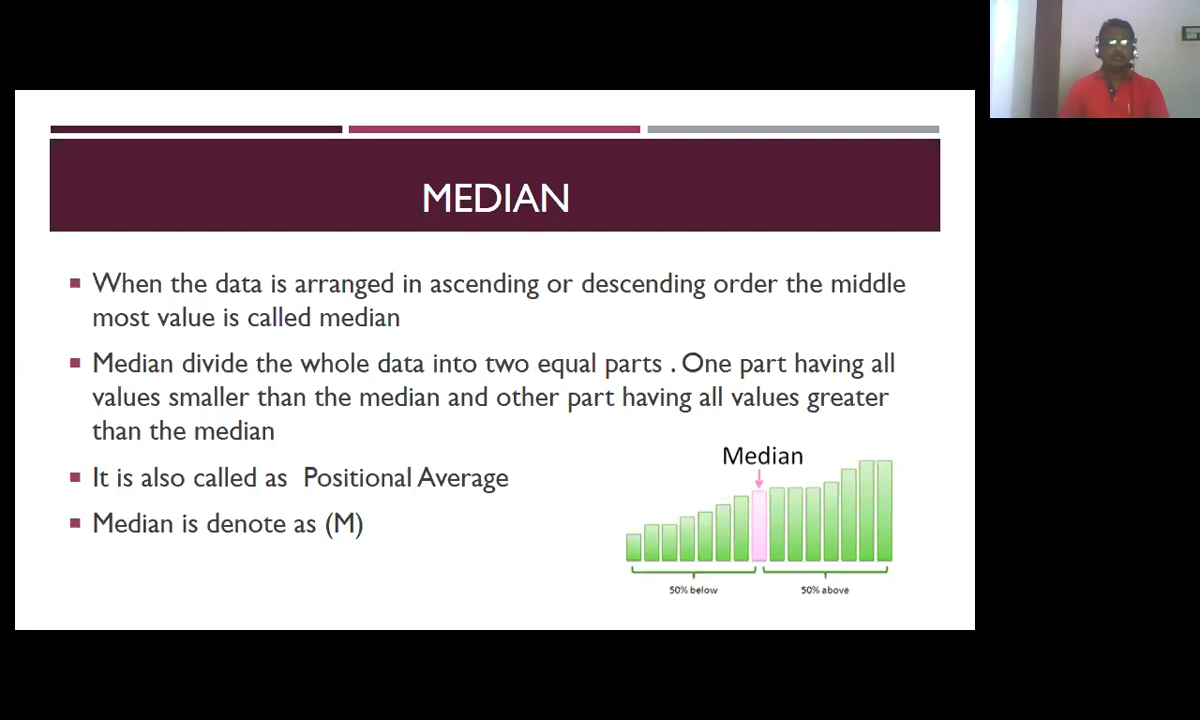 MEDIAN
When the data is arranged in ascending or descending order the middle
most value is called median
Median divide the whole data into two equal parts . One part having all
values smaller than the median and other part having all values greater
than the median
It is also called as Positional Average
Median is denote as (M)
Median
50% below
50% above